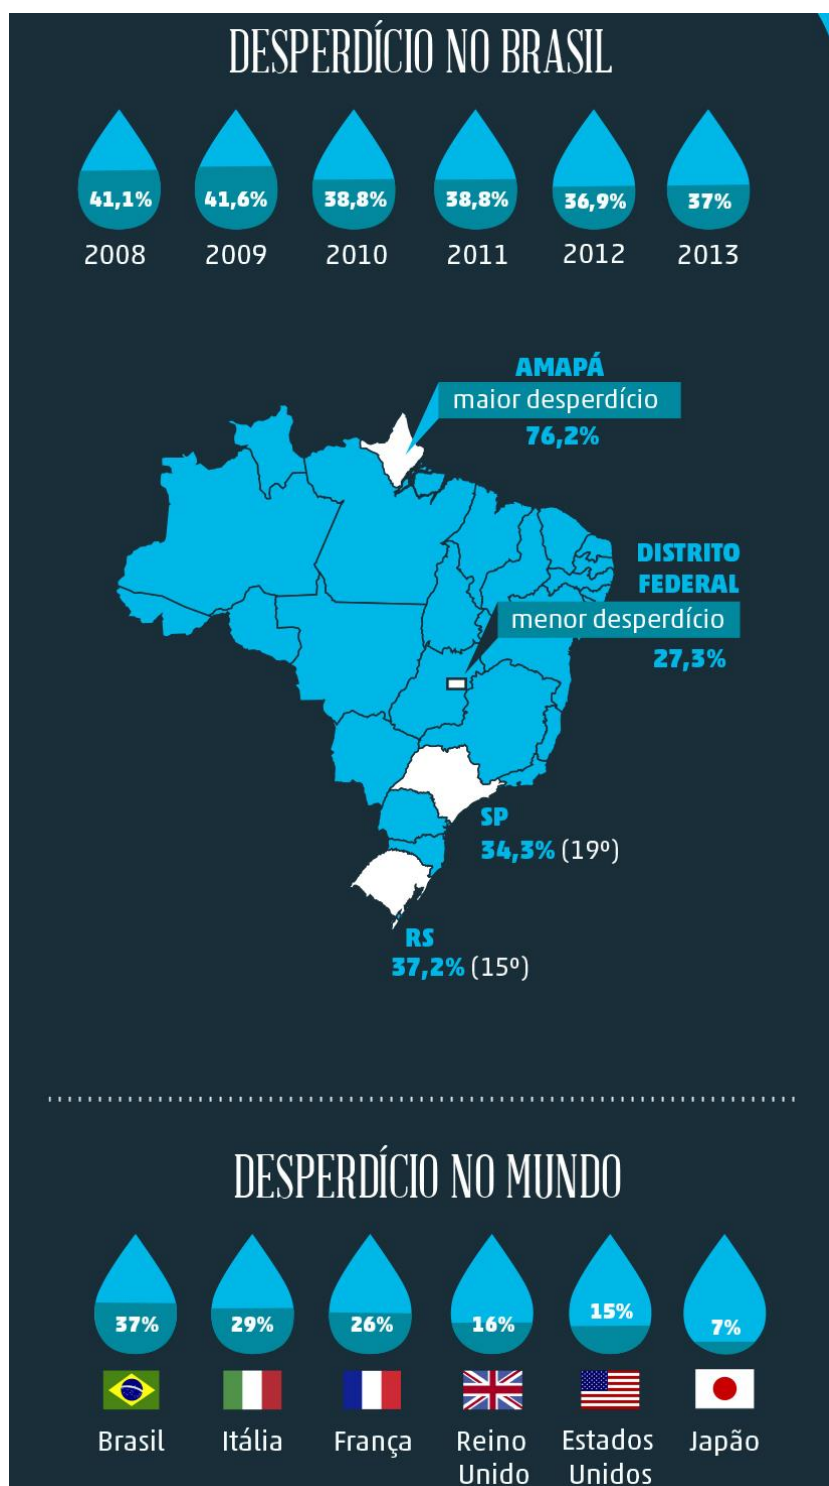 DESPERDÍCIO NO BRASIL
41,1% 41,6% 38,8% 38,8% 36,9% 37%
2008 2009 2010 2011 2012 2013
AMAPÁ
maior desperdício
76,2%
DISTRITO
FEDERAL
menor desperdício
27,3%
SP
34,3% (19º)
RS
37,2% (15º)
DESPERDÍCIO NO MUNDO
37% 29% 26% 16% 15% 7%
Brasil Itália França Reino Unido Estados Unidos Japão